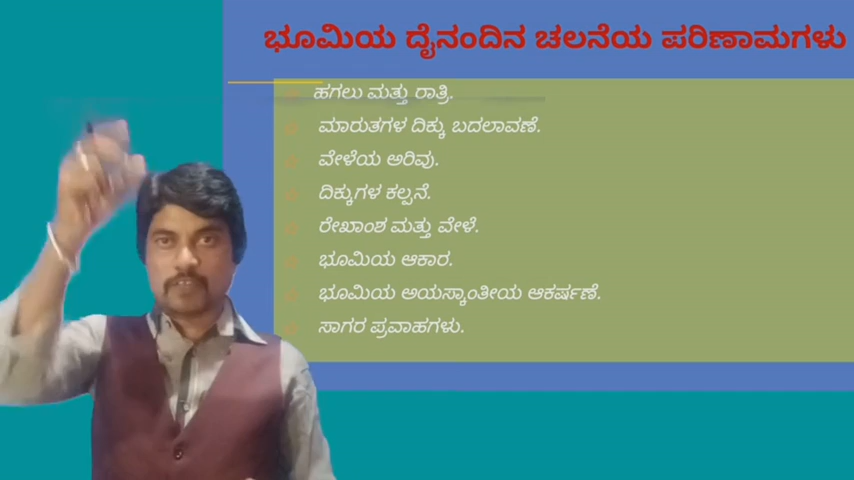 ಭೂಮಿಯ ದೈನಂದಿನ ಚಲನೆಯ ಪರಿಣಾಮಗಳು
ಹಗಲು ಮತ್ತು ರಾತ್ರಿ.
ಮಾರುತಗಳ ದಿಕ್ಕು ಬದಲಾವಣೆ.
ವೇಳೆಯ ಅರಿವು.
ದಿಕ್ಕುಗಳ ಕಲ್ಪನೆ.
ರೇಖಾಂಶ ಮತ್ತು ವೇಳೆ.
ಭೂಮಿಯ ಆಕಾರ.
ಭೂಮಿಯ ಅಯಸ್ಕಾಂತೀಯ ಆಕರ್ಷಣೆ.
ಸಾಗರ ಪ್ರವಾಹಗಳು.